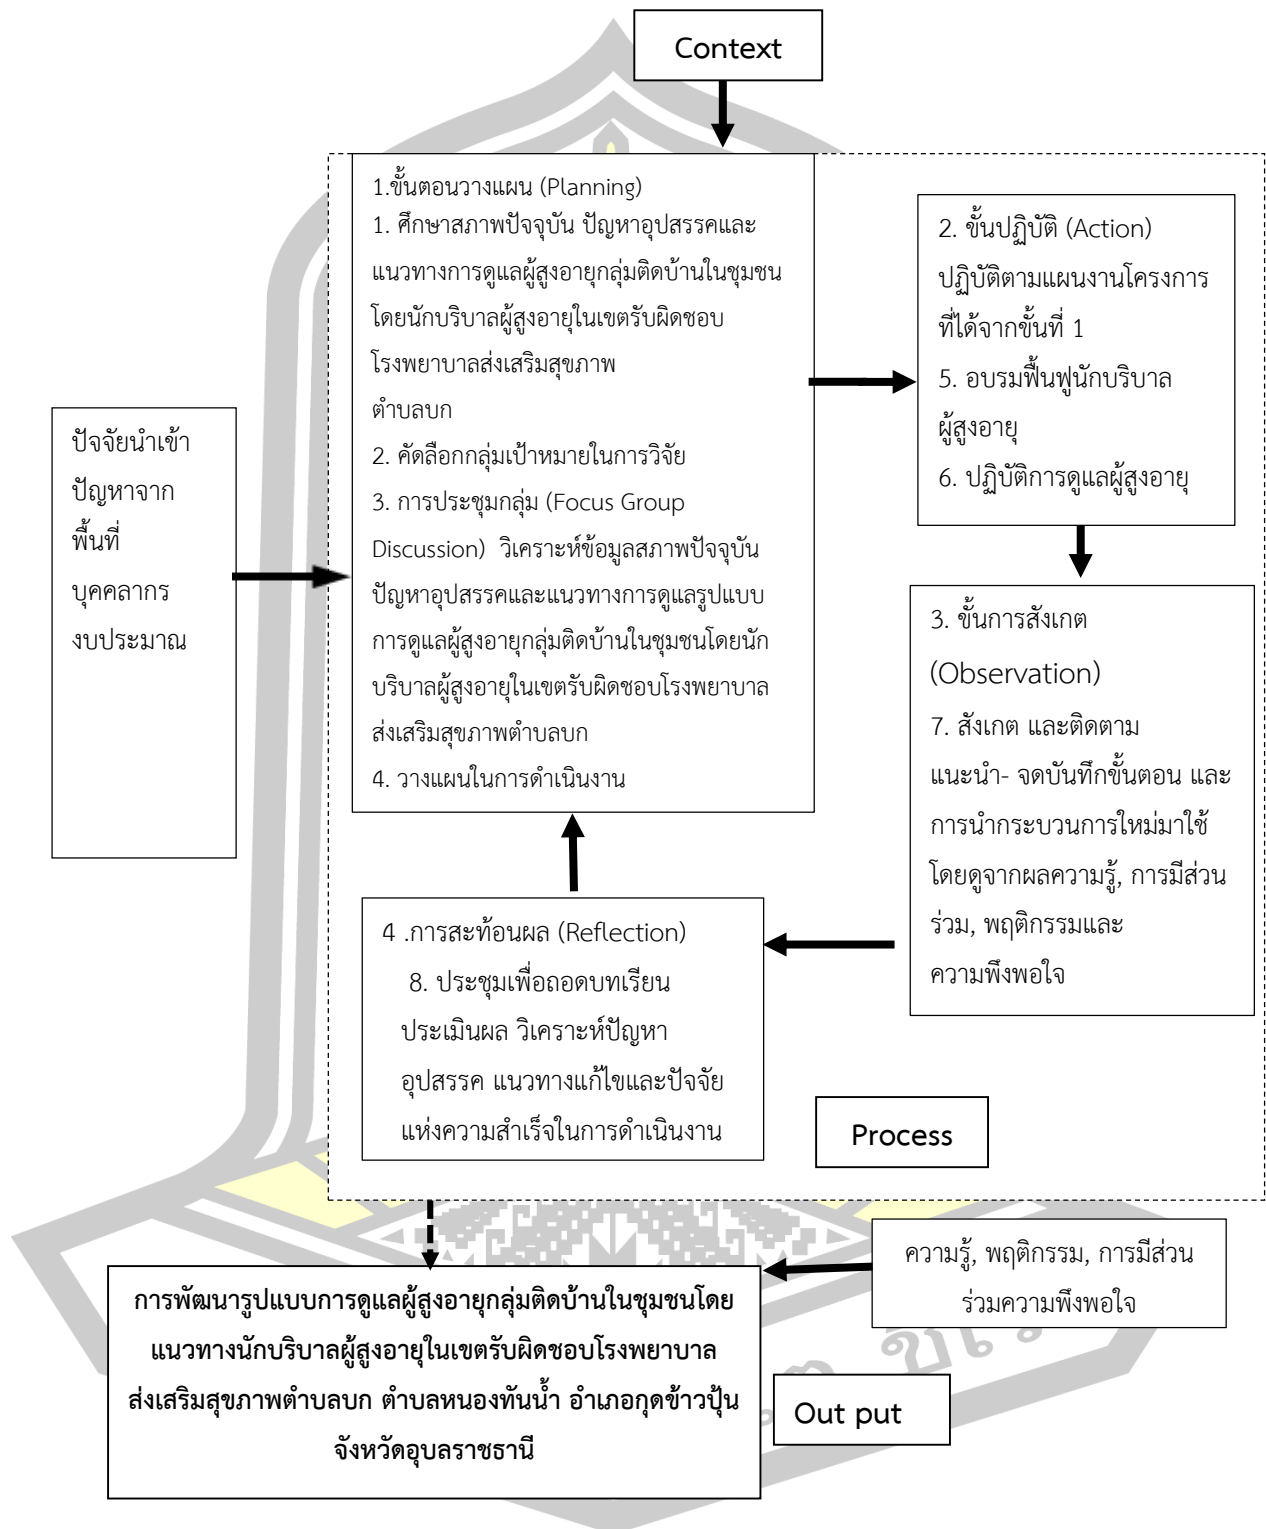 Context
1.ขั้นตอนวางแผน (Planning)
1. ศึกษาสภาพปัจจุบัน ปัญหาอุปสรรคและ
แนวทางการดูแลผู้สูงอายุกลุ่มติดบ้านในชุมชน
โดยนักบริบาลผู้สูงอายุในเขตรับผิดชอบ
โรงพยาบาลส่งเสริมสุขภาพ
ตำบลบก
2. คัดลือกกลุ่มเป้าหมายในการวิจัย
3. การประชุมกลุ่ม (Focus Group
Discussion) วิเคราะห์ข้อมูลสภาพปัจจุบัน
ปัญหาอุปสรรคและแนวทางการดูแลรูปแบบ
การดูแลผู้สูงอายุกลุ่มติดบ้านในชุมชนโดยนัก
บริบาลผู้สูงอายุในเขตรับผิดชอบโรงพยาบาล
ส่งเสริมสุขภาพตำบลบก
4. วางแผนในการดำเนินงาน
2. ขั้นปฏิบัติ (Action)
ปฏิบัติตามแผนงานโครงการ
ที่ได้จากขั้นที่ 1
5. อบรมฟื้นฟูนักบริบาล
ผู้สูงอายุ
6. ปฏิบัติการดูแลผู้สูงอายุ
ปัจจัยนำเข้า
ปัญหาจาก
พื้นที่
บุคคลากร
งบประมาณ
3. ขั้นการสังเกต
(Observation)
7. สังเกต และติดตาม
แนะนำ- จดบันทึกขั้นตอน และ
การนำกระบวนการใหม่มาใช้
โดยดูจากผลความรู้, การมีส่วน
ร่วม, พฤติกรรมและ
ความพึงพอใจ
4 .การสะท้อนผล (Reflection)
8. ประชุมเพื่อถอดบทเรียน
ประเมินผล วิเคราะห์ปัญหา
อุปสรรค แนวทางแก้ไขและปัจจัย
แห่งความสำเร็จในการดำเนินงาน
Process
ความรู้, พฤติกรรม, การมีส่วน
ร่วมความพึงพอใจ
การพัฒนารูปแบบการดูแลผู้สูงอายุกลุ่มติดบ้านในชุมชนโดย
แนวทางนักบริบาลผู้สูงอายุในเขตรับผิดชอบโรงพยาบาล
ส่งเสริมสุขภาพตำบลบก ตำบลหนองทันน้ำ อำเภอกุดข้าวปุ้น
จังหวัดอุบลราชธานี
Out put